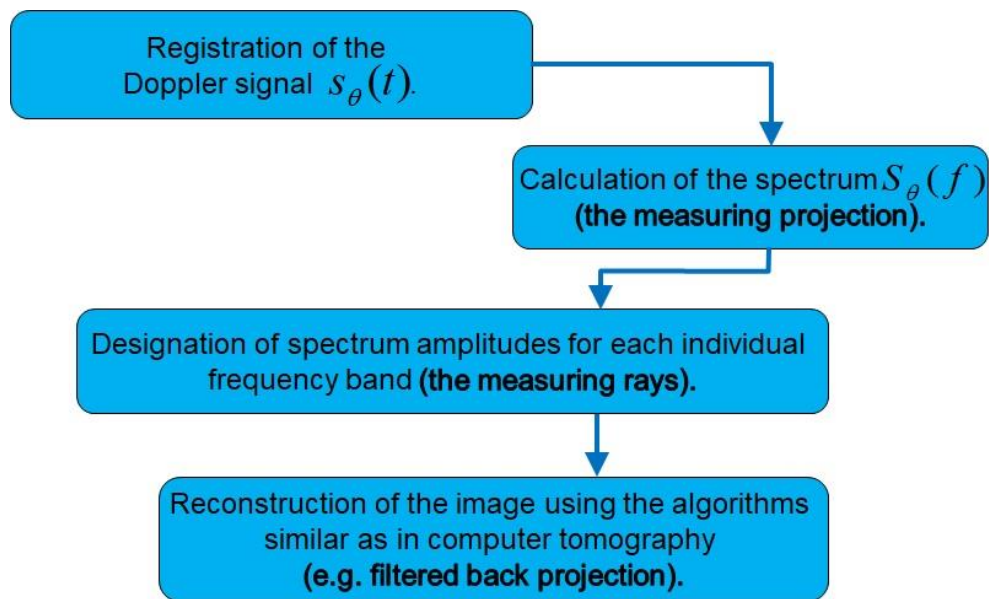 Registration of the
Doppler signal s_θ(t).
Calculation of the spectrum S_θ(f)
(the measuring projection).
Designation of spectrum amplitudes for each individual
frequency band (the measuring rays).
Reconstruction of the image using the algorithms
similar as in computer tomography
(e.g. filtered back projection).